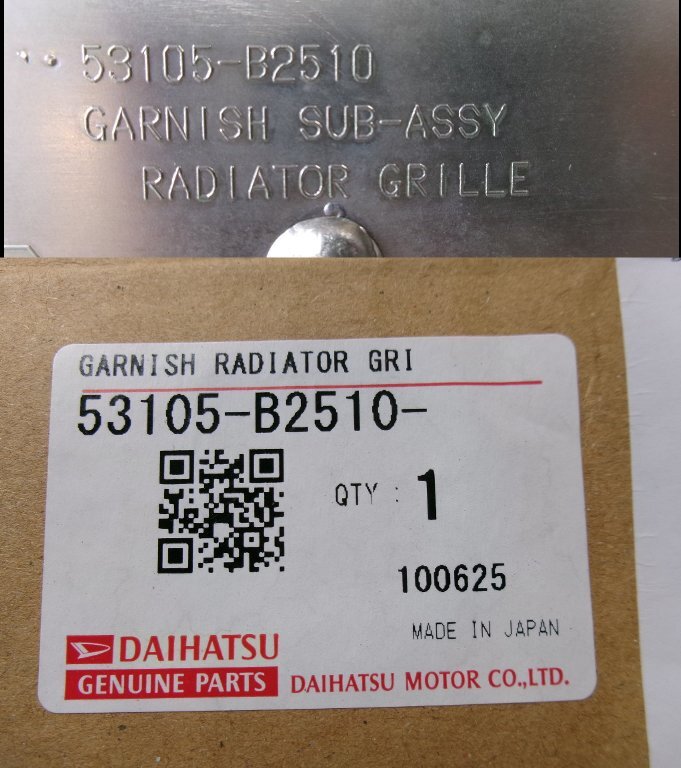 53105-B2510
GARNISH SUB-ASSY
RADIATOR GRILLE
GARNISH RADIATOR GRI
53105-B2510-
QTY : 1
100625
MADE IN JAPAN
DAIHATSU
GENUINE PARTS DAIHATSU MOTOR CO.,LTD.